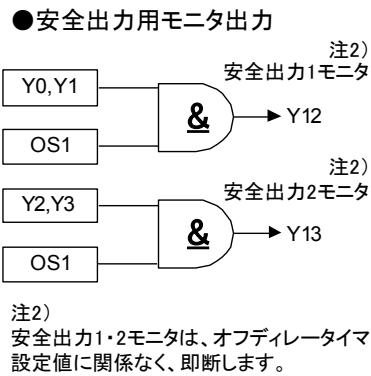 ●安全出力用モニタ出力
注2)
安全出力1モニタ
Y0,Y1
&
Y12
OS1
注2)
安全出力2モニタ
Y2,Y3
&
Y13
OS1
注2)
安全出力1・2モニタは、オフディレータイマ
設定値に関係なく、即断します。